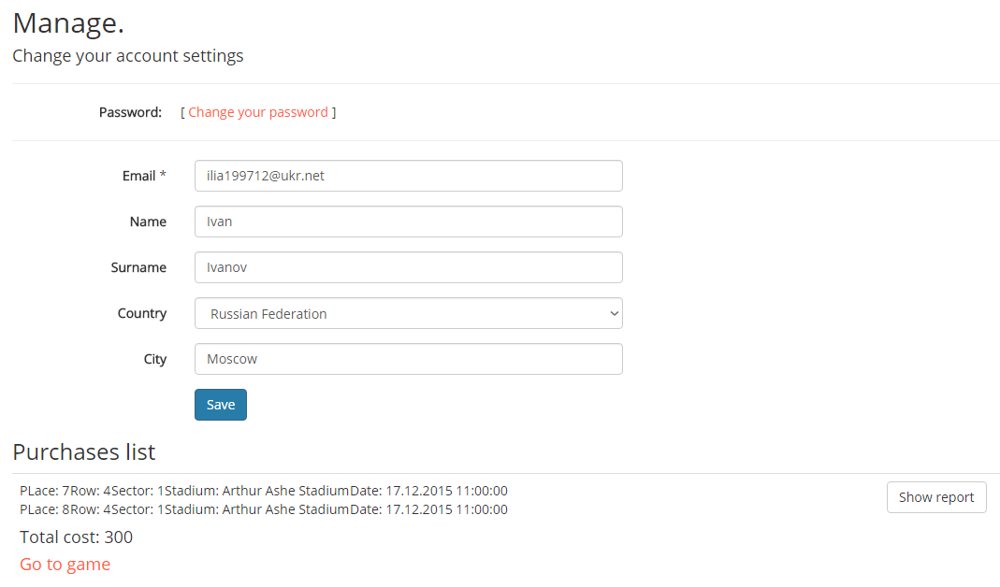 Manage.
Change your account settings
Password: [ Change your password ]
Email * ilia199712@ukr.net
Name Ivan
Surname Ivanov
Country Russian Federation
City Moscow
Save
Purchases list
PLace: 7Row: 4Sector: 1Stadium: Arthur Ashe StadiumDate: 17.12.2015 11:00:00
Show report
PLace: 8Row: 4Sector: 1Stadium: Arthur Ashe StadiumDate: 17.12.2015 11:00:00
Total cost: 300
Go to game